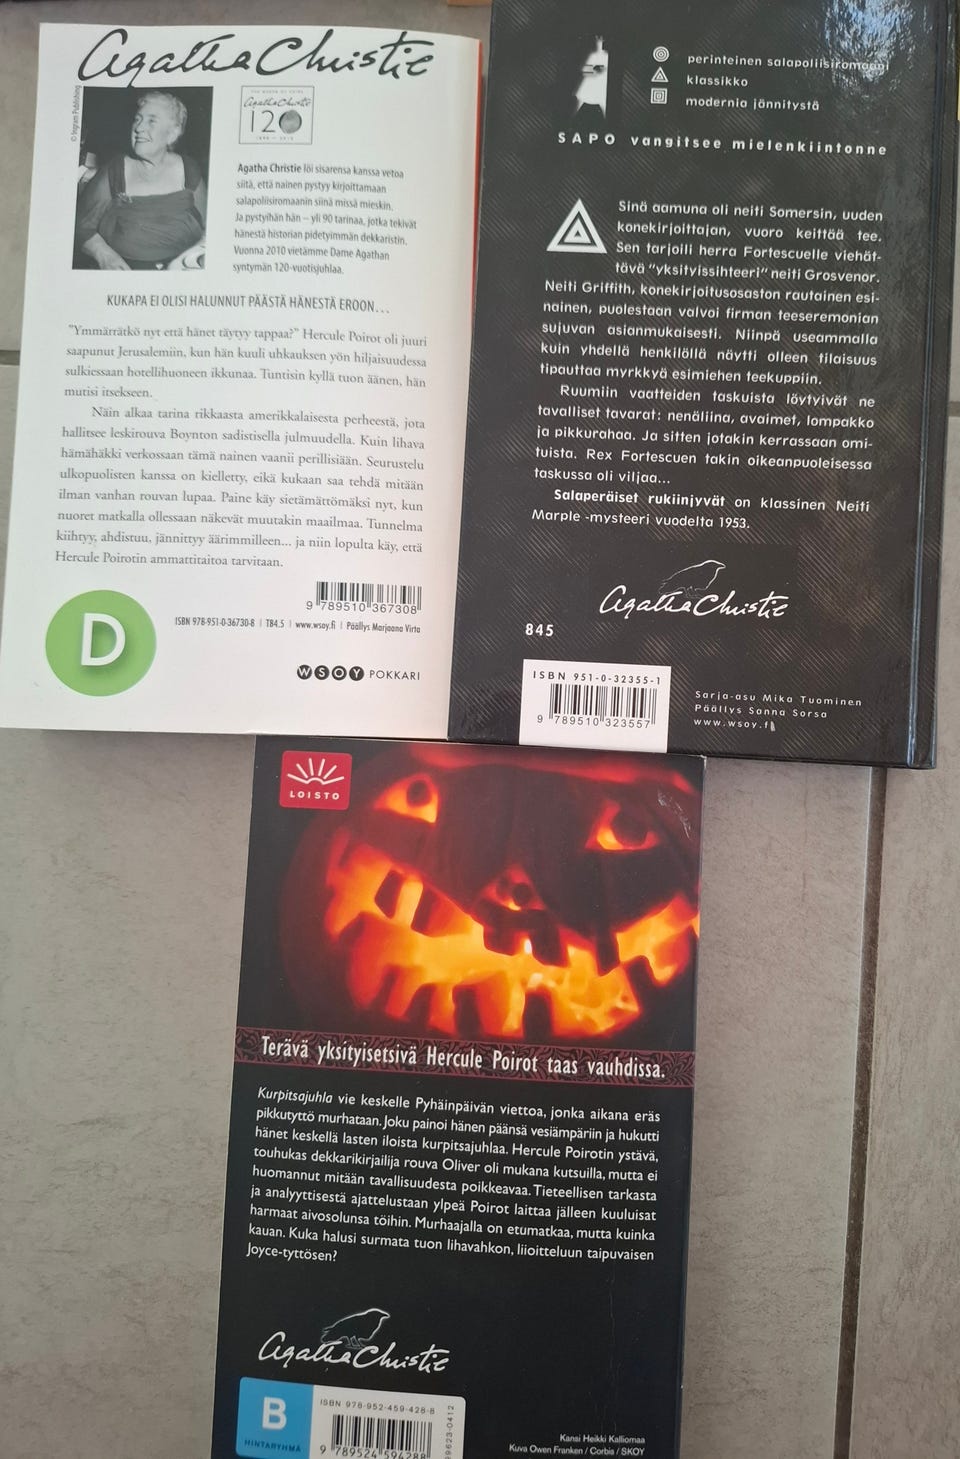 Agatha Christie
© Ingram Publishing
Agatha Christie
120
Agatha Christie löi sisarensa kanssa vetoa
siitä, että nainen pystyy kirjoittamaan
salapoliisiromaanin siinä missä mieskin.
Ja pystyihän hän – yli 90 tarinaa, jotka tekivät
hänestä historian pidetyimmän dekkaristin.
Vuonna 2010 vietämme Dame Agathan
syntymän 120-vuotisjuhlaa.
KUKAPA EI OLISI HALUNNUT PÄÄSTÄ HÄNESTÄ EROON...
"Ymmärrätkö nyt että hänet täytyy tappaa?" Hercule Poirot oli juuri
saapunut Jerusalemiin, kun hän kuuli uhkauksen yön hiljaisuudessa
sulkiessaan hotellihuoneen ikkunaa. Tuntisin kyllä tuon äänen, hän
mutisi itsekseen.
Näin alkaa tarina rikkaasta amerikkalaisesta perheestä, jota
hallitsee leskirouva Boynton sadistisella julmuudella. Kuin lihava
hämähäkki verkossaan tämä nainen vaanii perillisiään. Seurustelu
ulkopuolisten kanssa on kielletty, eikä kukaan saa tehdä mitään
ilman vanhan rouvan lupaa. Paine käy sietämättömäksi nyt, kun
nuoret matkalla ollessaan näkevät muutakin maailmaa. Tunnelma
kiihtyy, ahdistuu, jännittyy äärimmilleen... ja niin lopulta käy, että
Hercule Poirotin ammattitaitoa tarvitaan.
9 789510 367308
ISBN 978-951-0-36730-8 | T84.5 | www.wsoy.fi | Päällys Marjaana Virta
D
WSOY POKKARI
perinteinen salapoliisiromaani
klassikko
modernia jännitystä
SAPO vangitsee mielenkiintonne
Sinä aamuna oli neiti Somersin, uuden
konekirjoittajan, vuoro keittää tee.
Sen tarjoili herra Fortescuelle viehät-
tävä "yksityissihteeri" neiti Grosvenor.
Neiti Griffith, konekirjoitusosaston rautainen esi-
nainen, puolestaan valvoi firman teeseremonian
sujuvan asianmukaisesti. Niinpä useammalla
kuin yhdellä henkilöllä näytti olleen tilaisuus
tipauttaa myrkkyä esimiehen teekuppiin.
Ruumiin vaatteiden taskuista löytyivät ne
tavalliset tavarat: nenäliina, avaimet, lompakko
ja pikkurahaa. Ja sitten jotakin kerrassaan omi-
tuista. Rex Fortescuen takin oikeanpuoleisessa
taskussa oli viljaa...
Salaperäiset rukiinjyvät on klassinen Neiti
Marple -mysteeri vuodelta 1953.
Agatha Christie
845
ISBN 951-0-32355-1
9 789510 323557
Sarja-asu Mika Tuominen
Päällys Sanna Sorsa
www.wsoy.fi
LOISTO
Terävä yksityisetsivä Hercule Poirot taas vauhdissa.
Kurpitsajuhla vie keskelle Pyhäinpäivän viettoa, jonka aikana eräs
pikkutyttö murhataan. Joku painoi hänen päänsä vesiämpäriin ja hukutti
hänet keskellä lasten iloista kurpitsajuhlaa. Hercule Poirotin ystävä,
touhukas dekkarikirjailija rouva Oliver oli mukana kutsuilla, mutta ei
huomannut mitään tavallisuudesta poikkeavaa. Tieteellisen tarkasta
ja analyyttisestä ajattelustaan ylpeä Poirot laittaa jälleen kuuluisat
harmaat aivosolunsa töihin. Murhaajalla on etumatkaa, mutta kuinka
kauan. Kuka halusi surmata tuon lihavahkon, liioitteluun taipuvaisen
Joyce-tyttösen?
Agatha Christie
B
HINTARYHMÄ
ISBN 978-952-459-428-8
9 789524 594288
99623-0412
Kansi Heikki Kalliomaa
Kuva Owen Franken / Corbis / SKOY